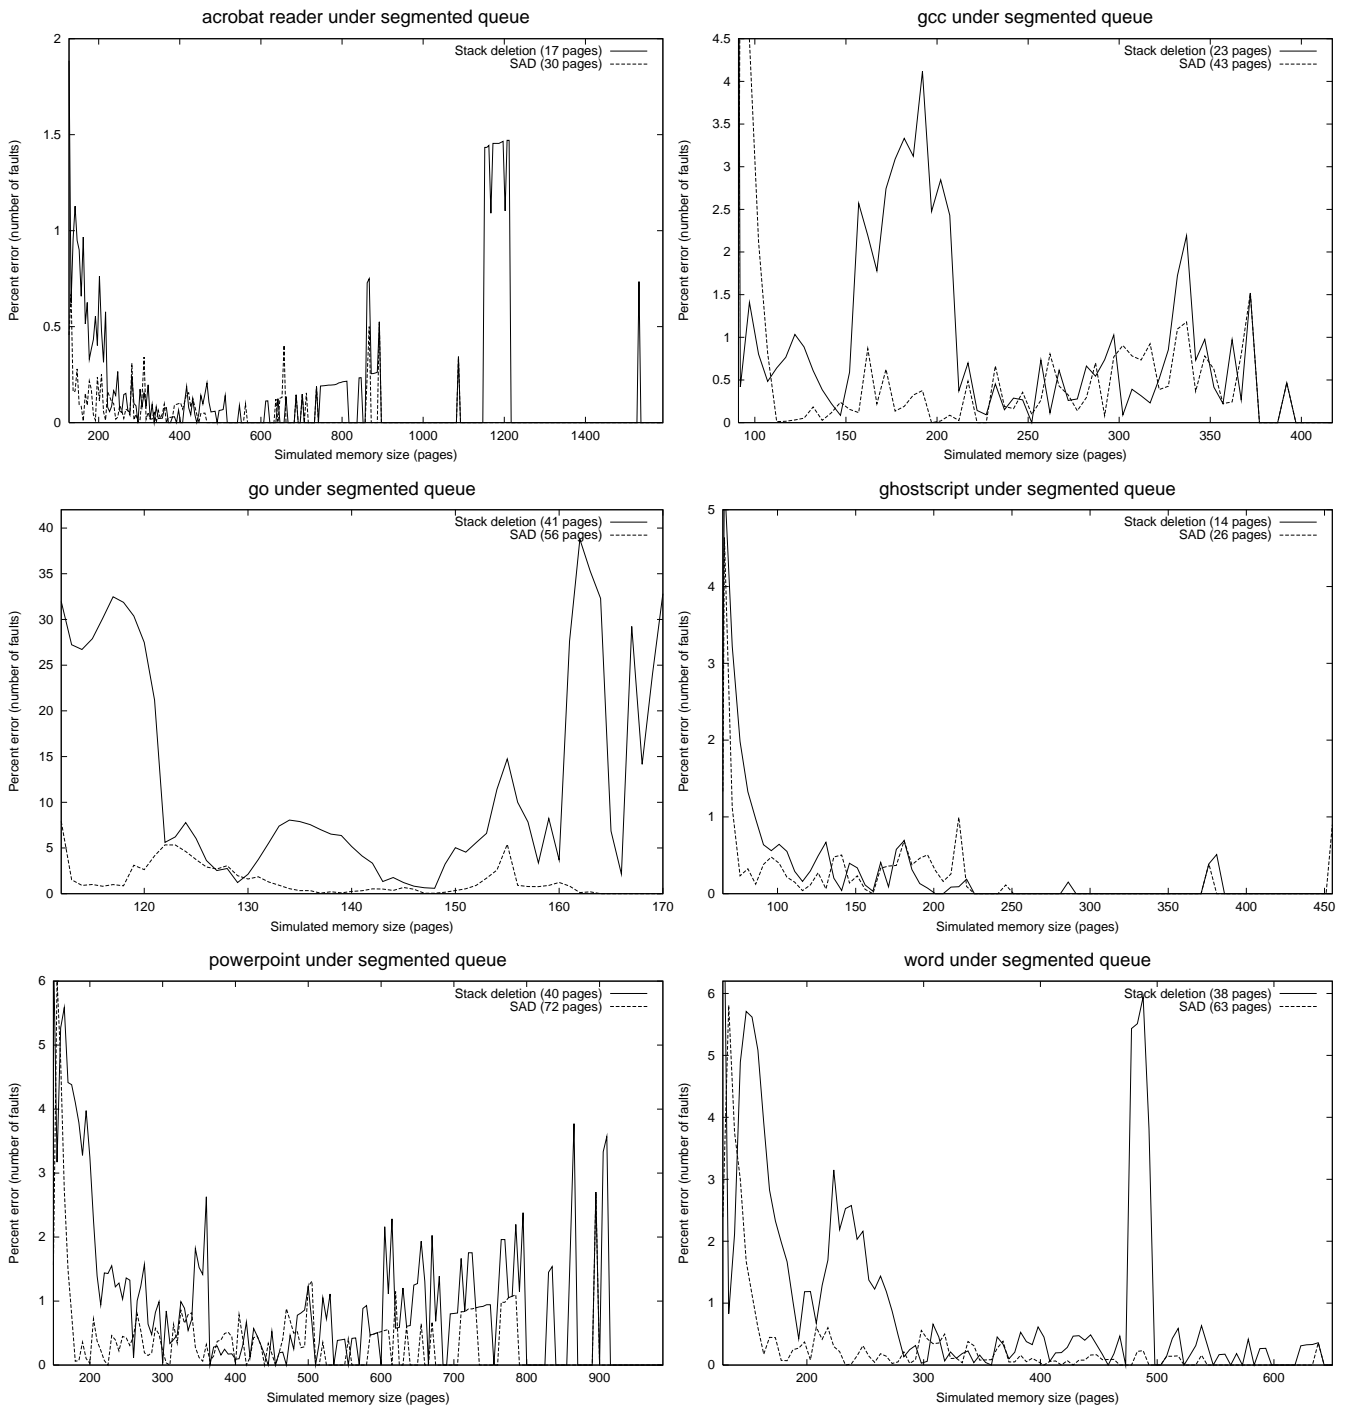 acrobat reader under segmented queue
Stack deletion (17 pages)
SAD (30 pages)
2
1.5
1
0.5
0
Percent error (number of faults)
200 400 600 800 1000 1200 1400
Simulated memory size (pages)
gcc under segmented queue
Stack deletion (23 pages)
SAD (43 pages)
4.5
4
3.5
3
2.5
2
1.5
1
0.5
0
Percent error (number of faults)
100 150 200 250 300 350 400
Simulated memory size (pages)
go under segmented queue
Stack deletion (41 pages)
SAD (56 pages)
40
35
30
25
20
15
10
5
0
Percent error (number of faults)
120 130 140 150 160 170
Simulated memory size (pages)
ghostscript under segmented queue
Stack deletion (14 pages)
SAD (26 pages)
5
4
3
2
1
0
Percent error (number of faults)
100 150 200 250 300 350 400 450
Simulated memory size (pages)
powerpoint under segmented queue
Stack deletion (40 pages)
SAD (72 pages)
6
5
4
3
2
1
0
Percent error (number of faults)
200 300 400 500 600 700 800 900
Simulated memory size (pages)
word under segmented queue
Stack deletion (38 pages)
SAD (63 pages)
6
5
4
3
2
1
0
Percent error (number of faults)
200 300 400 500 600
Simulated memory size (pages)